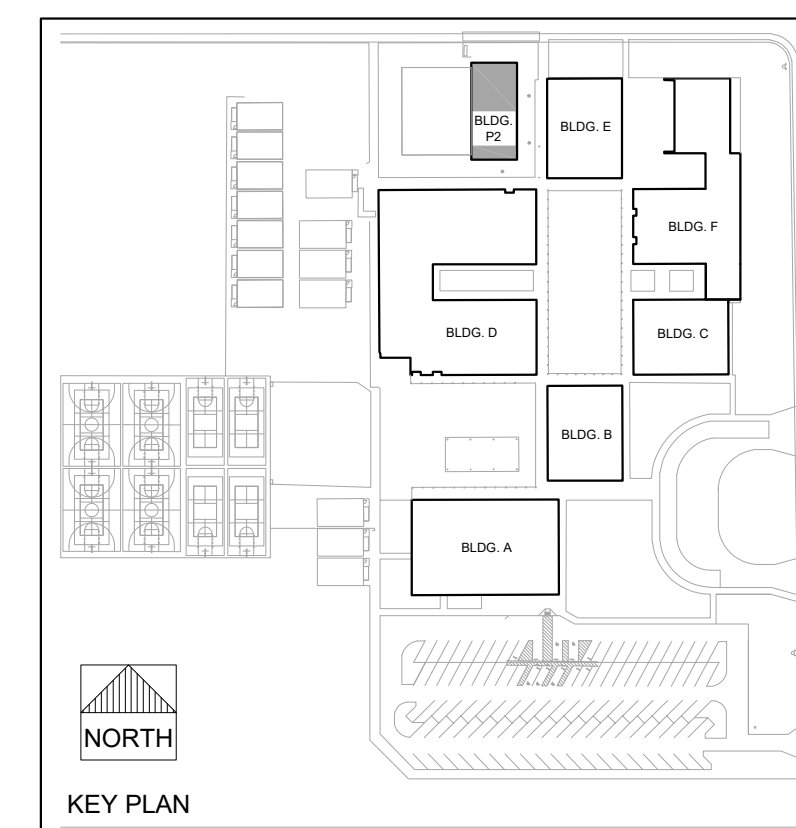 BLDG.
P2
BLDG. E
BLDG. F
BLDG. D
BLDG. C
BLDG. B
BLDG. A
NORTH
KEY PLAN